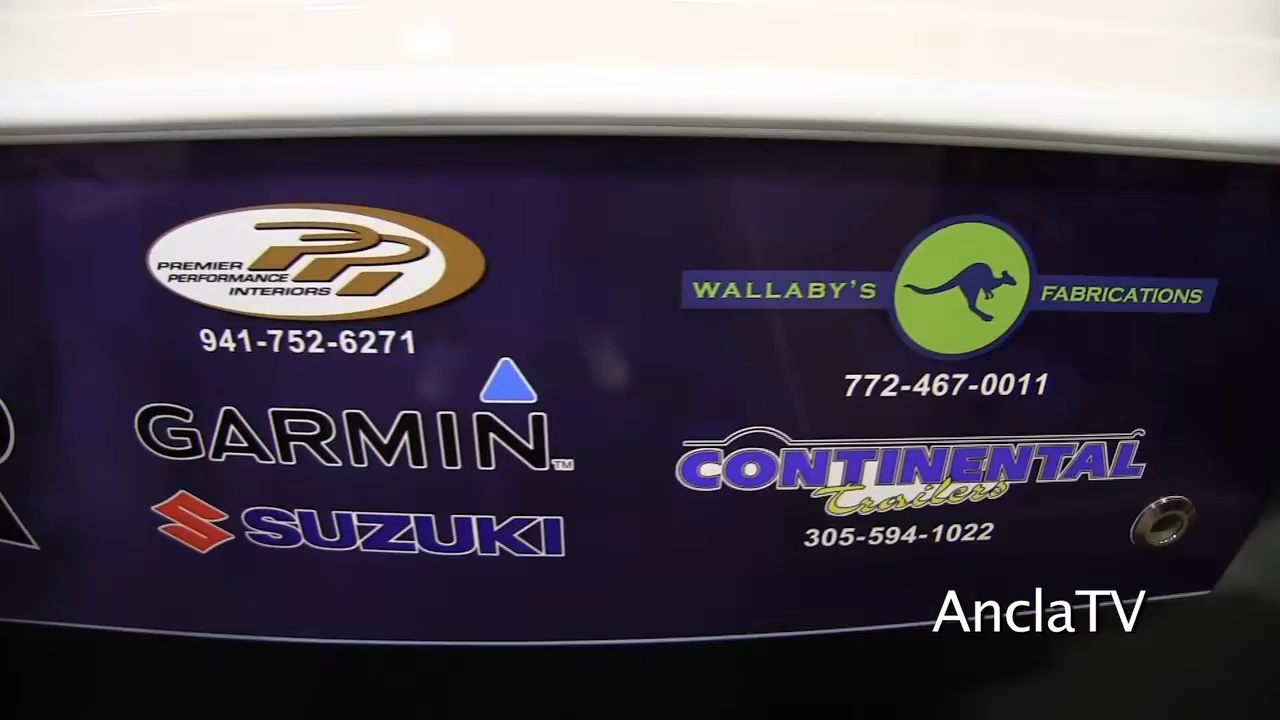 PPI
PREMIER
PERFORMANCE
INTERIORS
941-752-6271
GARMIN™
SUZUKI
WALLABY'S FABRICATIONS
772-467-0011
CONTINENTAL
Trailers
305-594-1022
AnclaTV